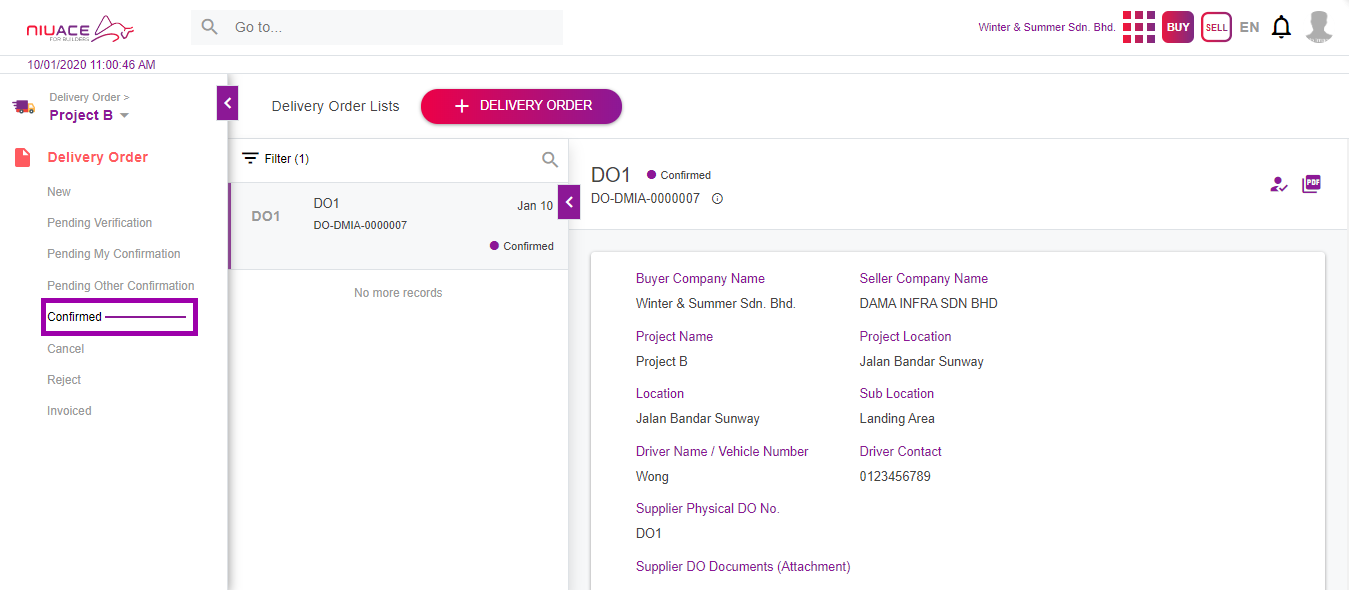 NIUACE
FOR BUILDERS
Go to...
Winter & Summer Sdn. Bhd.
BUY
SELL
EN
10/01/2020 11:00:46 AM
Delivery Order >
Project B
Delivery Order
New
Pending Verification
Pending My Confirmation
Pending Other Confirmation
Confirmed
Cancel
Reject
Invoiced
Delivery Order Lists
+ DELIVERY ORDER
Filter (1)
DO1
DO1
Jan 10
DO-DMIA-0000007
Confirmed
No more records
DO1
Confirmed
DO-DMIA-0000007
PDF
Buyer Company Name
Winter & Summer Sdn. Bhd.
Seller Company Name
DAMA INFRA SDN BHD
Project Name
Project B
Project Location
Jalan Bandar Sunway
Location
Jalan Bandar Sunway
Sub Location
Landing Area
Driver Name / Vehicle Number
Wong
Driver Contact
0123456789
Supplier Physical DO No.
DO1
Supplier DO Documents (Attachment)